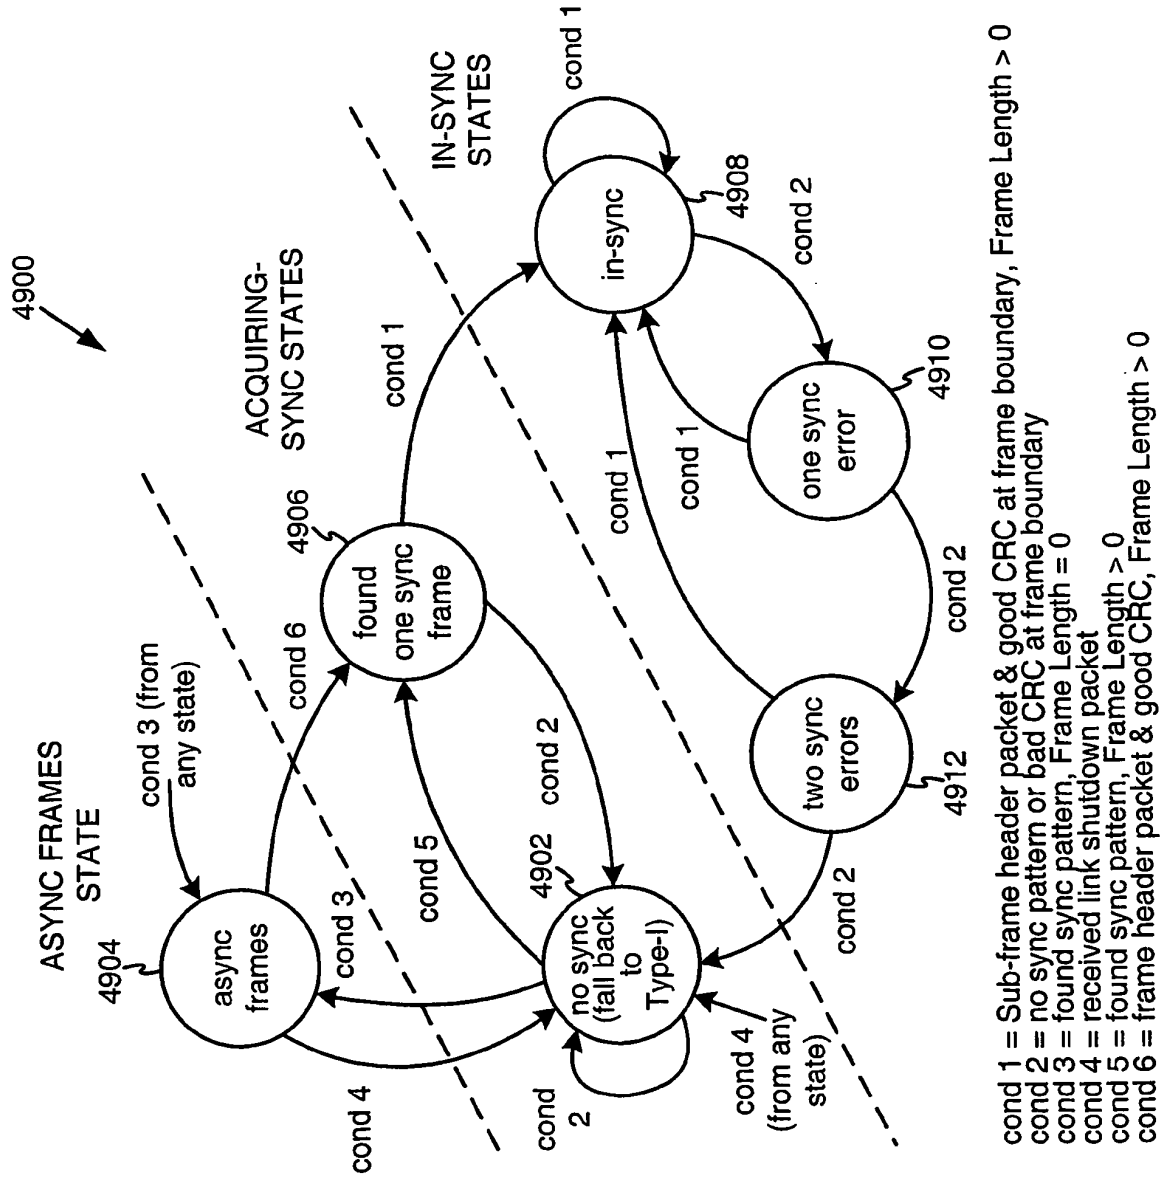 4900
ASYNC FRAMES
STATE
ACQUIRING-
SYNC STATES
IN-SYNC
STATES
4904
async
frames
cond 3 (from
any state)
cond 6
4906
found
one sync
frame
cond 1
in-sync
cond 1
4908
cond 2
4910
one sync
error
cond 1
cond 1
cond 2
two sync
errors
4912
cond 2
cond 2
cond 5
cond 3
cond 4
4902
no sync
(fall back
to
Type-I)
cond
2
cond 4
(from any
state)
cond 1 = Sub-frame header packet & good CRC at frame boundary, Frame Length > 0
cond 2 = no sync pattern or bad CRC at frame boundary
cond 3 = found sync pattern, Frame Length = 0
cond 4 = received link shutdown packet
cond 5 = found sync pattern, Frame Length > 0
cond 6 = frame header packet & good CRC, Frame Length > 0